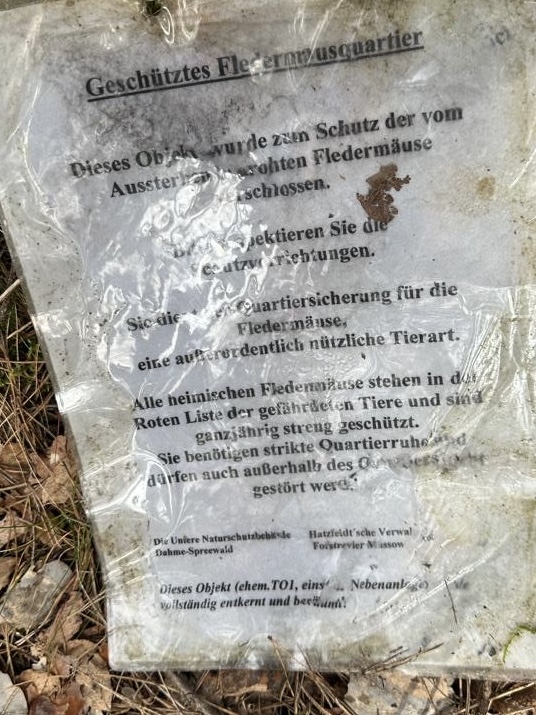 Geschütztes Fledermausquartier
Dieses Objekt wurde zum Schutz der vom
Aussterben bedrohten Fledermäuse
verschlossen.
Bitte respektieren Sie die
Schutzvorrichtungen.
Sie dienen der Quartiersicherung für die
Fledermäuse,
eine außerordentlich nützliche Tierart.
Alle heimischen Fledermäuse stehen in der
Roten Liste der gefährdeten Tiere und sind
ganzjährig streng geschützt.
Sie benötigen strikte Quartierruhe und
dürfen auch außerhalb des nicht
gestört werden.
Die Untere Naturschutzbehörde Hatzfeldt'sche
Dahme-Spreewald Forstrevier Massow
Dieses Objekt (ehem.TO1, Nebenanlage)
vollständig entkernt und beräumt.